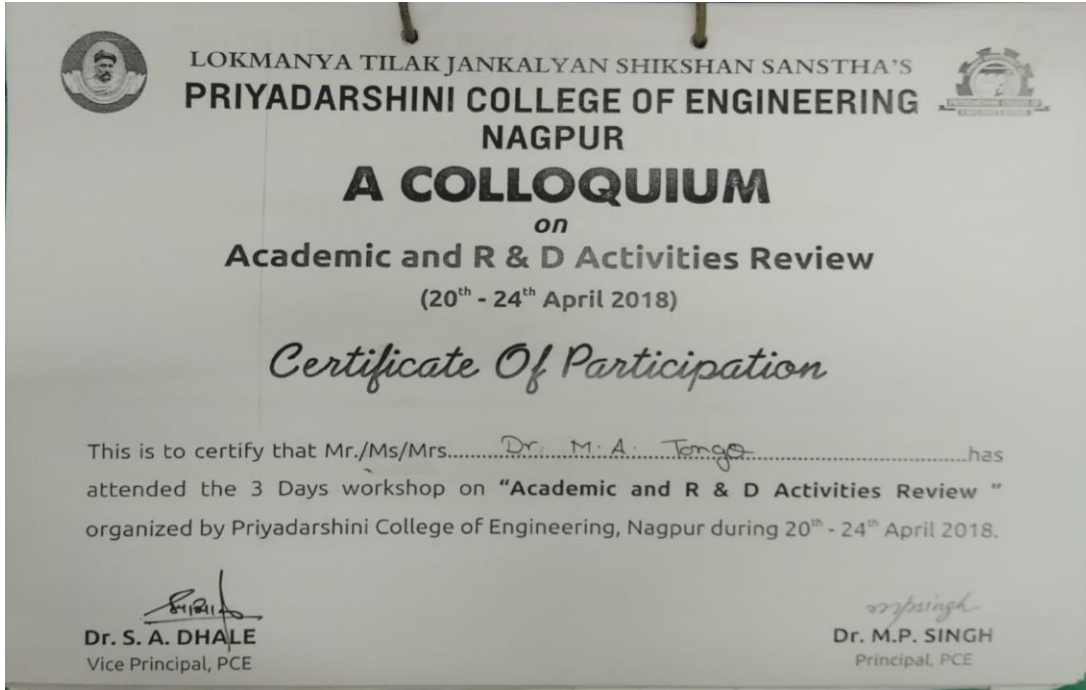 LOKMANYA TILAK JANKALYAN SHIKSHAN SANSTHA'S
PRIYADARSHINI COLLEGE OF ENGINEERING
NAGPUR
A COLLOQUIUM
on
Academic and R & D Activities Review
(20th - 24th April 2018)
Certificate Of Participation
This is to certify that Mr./Ms/Mrs......... Dr. M. A. Tongo ...................................has
attended the 3 Days workshop on "Academic and R & D Activities Review "
organized by Priyadarshini College of Engineering, Nagpur during 20th - 24th April 2018.
mpsingh
Dr. S. A. DHALE
Dr. M.P. SINGH
Vice Principal, PCE
Principal, PCE